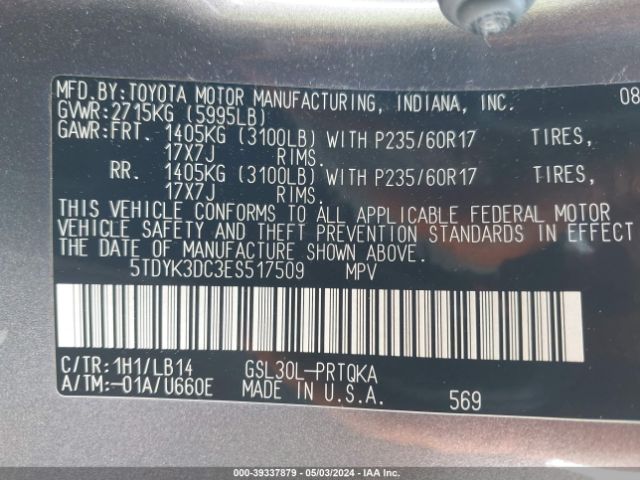 MFD.BY:TOYOTA MOTOR MANUFACTURING, INDIANA, INC. 08
GVWR:2715KG (5995LB)
GAWR:FRT. 1405KG (3100LB) WITH P235/60R17 TIRES,
17X7J RIMS.
RR. 1405KG (3100LB) WITH P235/60R17 TIRES,
17X7J RIMS.
THIS VEHICLE CONFORMS TO ALL APPLICABLE FEDERAL MOTOR
VEHICLE SAFETY AND THEFT PREVENTION STANDARDS IN EFFECT
THE DATE OF MANUFACTURE SHOWN ABOVE.
5TDYK3DC3ES517509 MPV
C/TR:1H1/LB14 GSL30L-PRTQKA
A/TM:-01A/U660E MADE IN U.S.A. 569
000-39337879 - 05/03/2024 - IAA Inc.